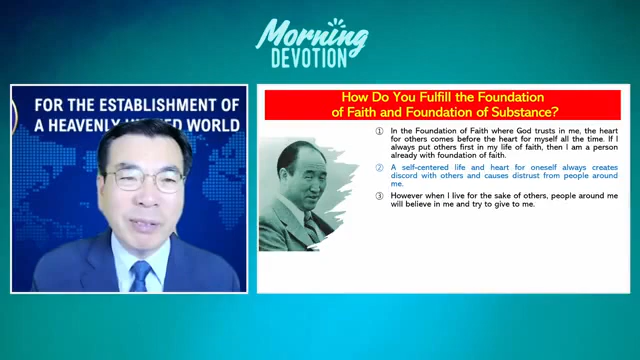 Morning
DEVOTION
FOR THE ESTABLISHMENT OF
A HEAVENLY WORLD
How Do You Fulfill the Foundation
of Faith and Foundation of Substance?
① In the Foundation of Faith where God trusts in me, the heart
for others comes before the heart for myself all the time. If I
always put others first in my life of faith, then I am a person
already with foundation of faith.
② A self-centered life and heart for oneself always creates
discord with others and causes distrust from people around
me.
③ However when I live for the sake of others, people around me
will believe in me and try to give to me.